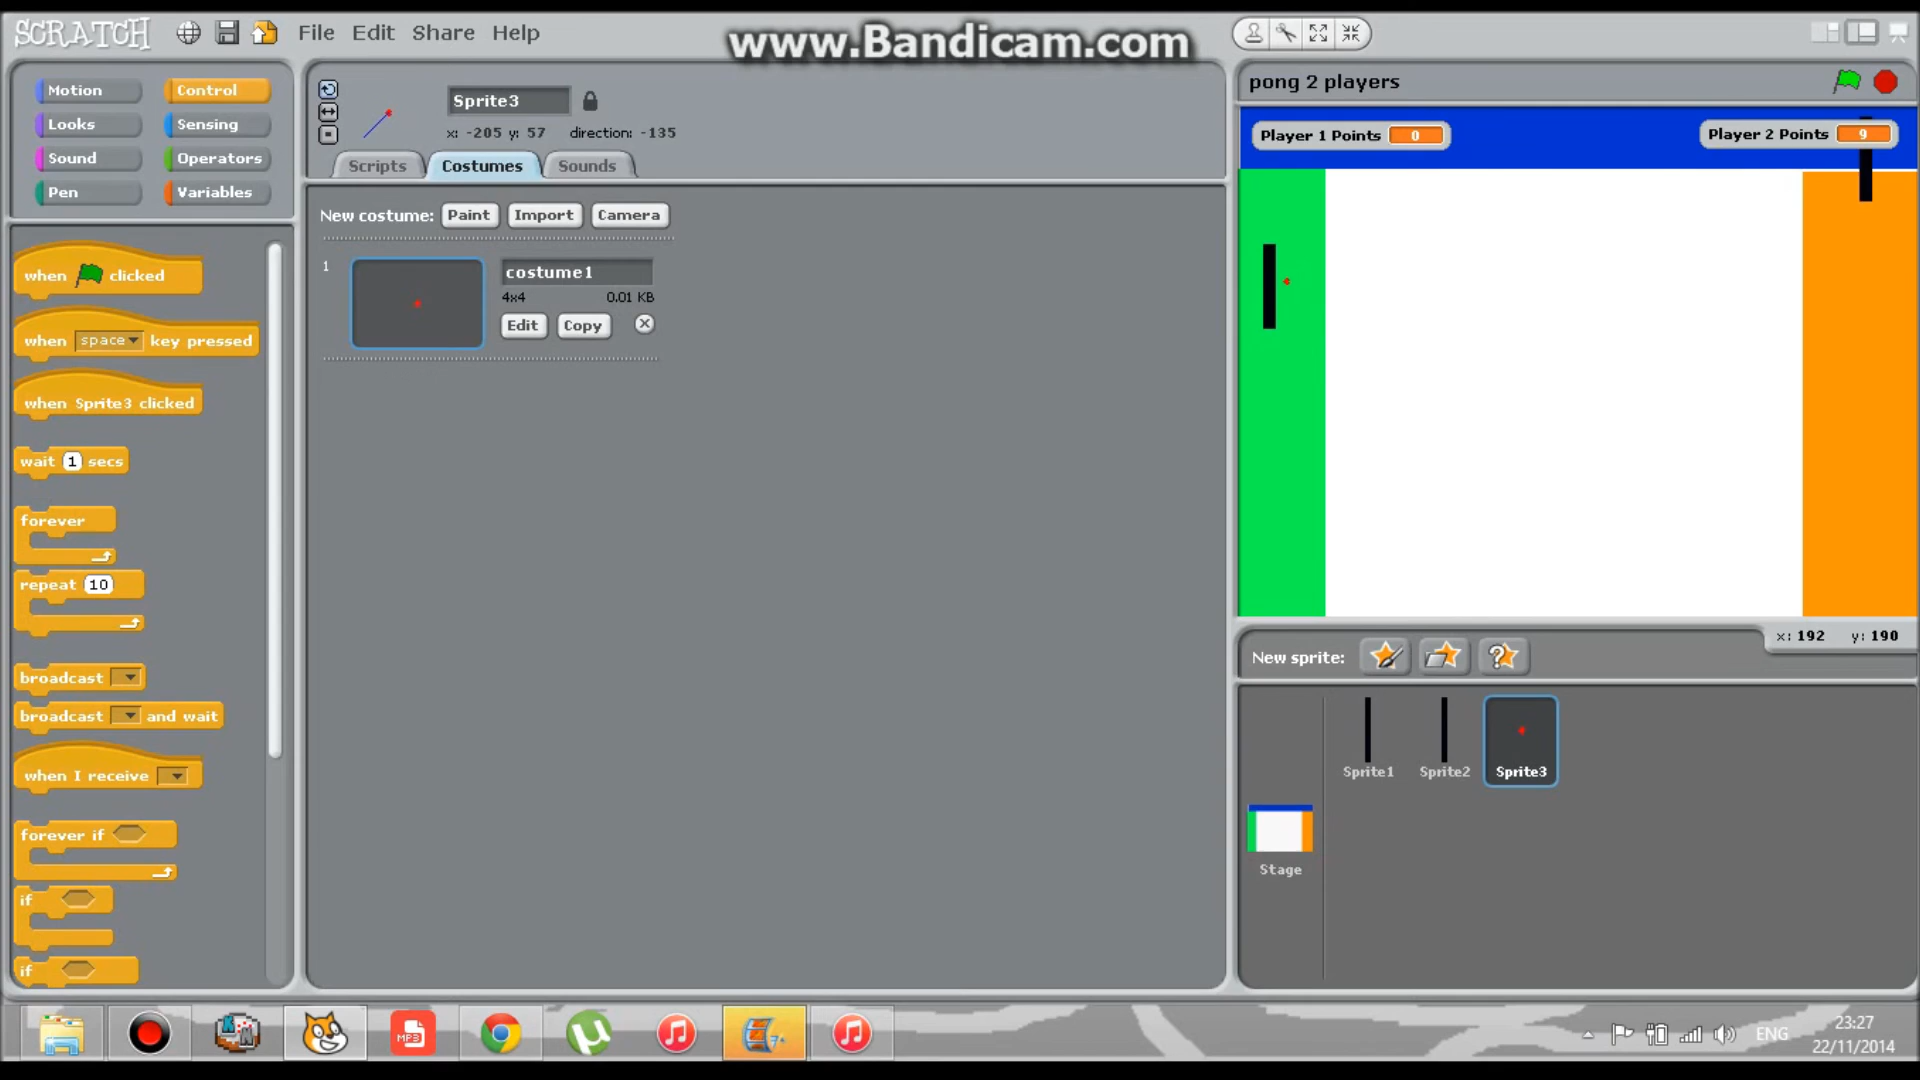 SCRATCH
File Edit Share Help
www.Bandicam.com
Motion Control
Looks Sensing
Sound Operators
Pen Variables
when clicked
when space key pressed
when Sprite3 clicked
wait 1 secs
forever
repeat 10
broadcast
broadcast and wait
when I receive
forever if
if
if
Sprite3
x: -205 y: 57 direction: -135
Scripts Costumes Sounds
New costume: Paint Import Camera
1
costume1
4x4 0.01 KB
Edit Copy
pong 2 players
Player 1 Points 0
Player 2 Points 9
x: 192 y: 190
New sprite:
Sprite1 Sprite2 Sprite3
Stage
MP3
ENG
23:27
22/11/2014